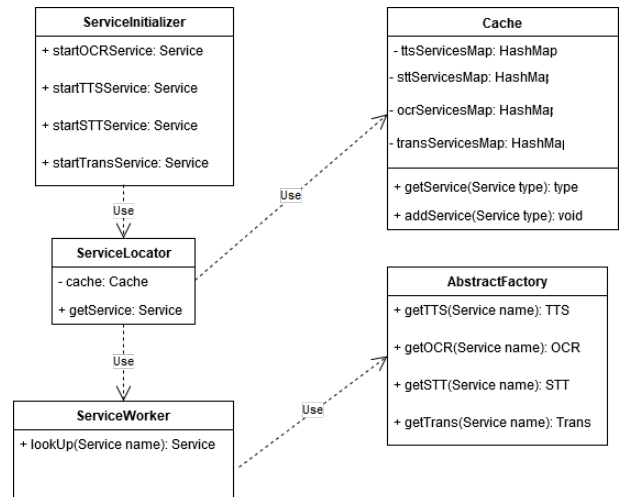 ServiceInitializer
+ startOCRService: Service
+ startTTSService: Service
+ startSTTService: Service
+ startTransService: Service
Use
ServiceLocator
- cache: Cache
+ getService: Service
Use
ServiceWorker
+ lookUp(Service name): Service
Use
Cache
- ttsServicesMap: HashMap
- sttServicesMap: HashMap
- ocrServicesMap: HashMap
- transServicesMap: HashMap
+ getService(Service type): type
+ addService(Service type): void
Use
AbstractFactory
+ getTTS(Service name): TTS
+ getOCR(Service name): OCR
+ getSTT(Service name): STT
+ getTrans(Service name): Trans